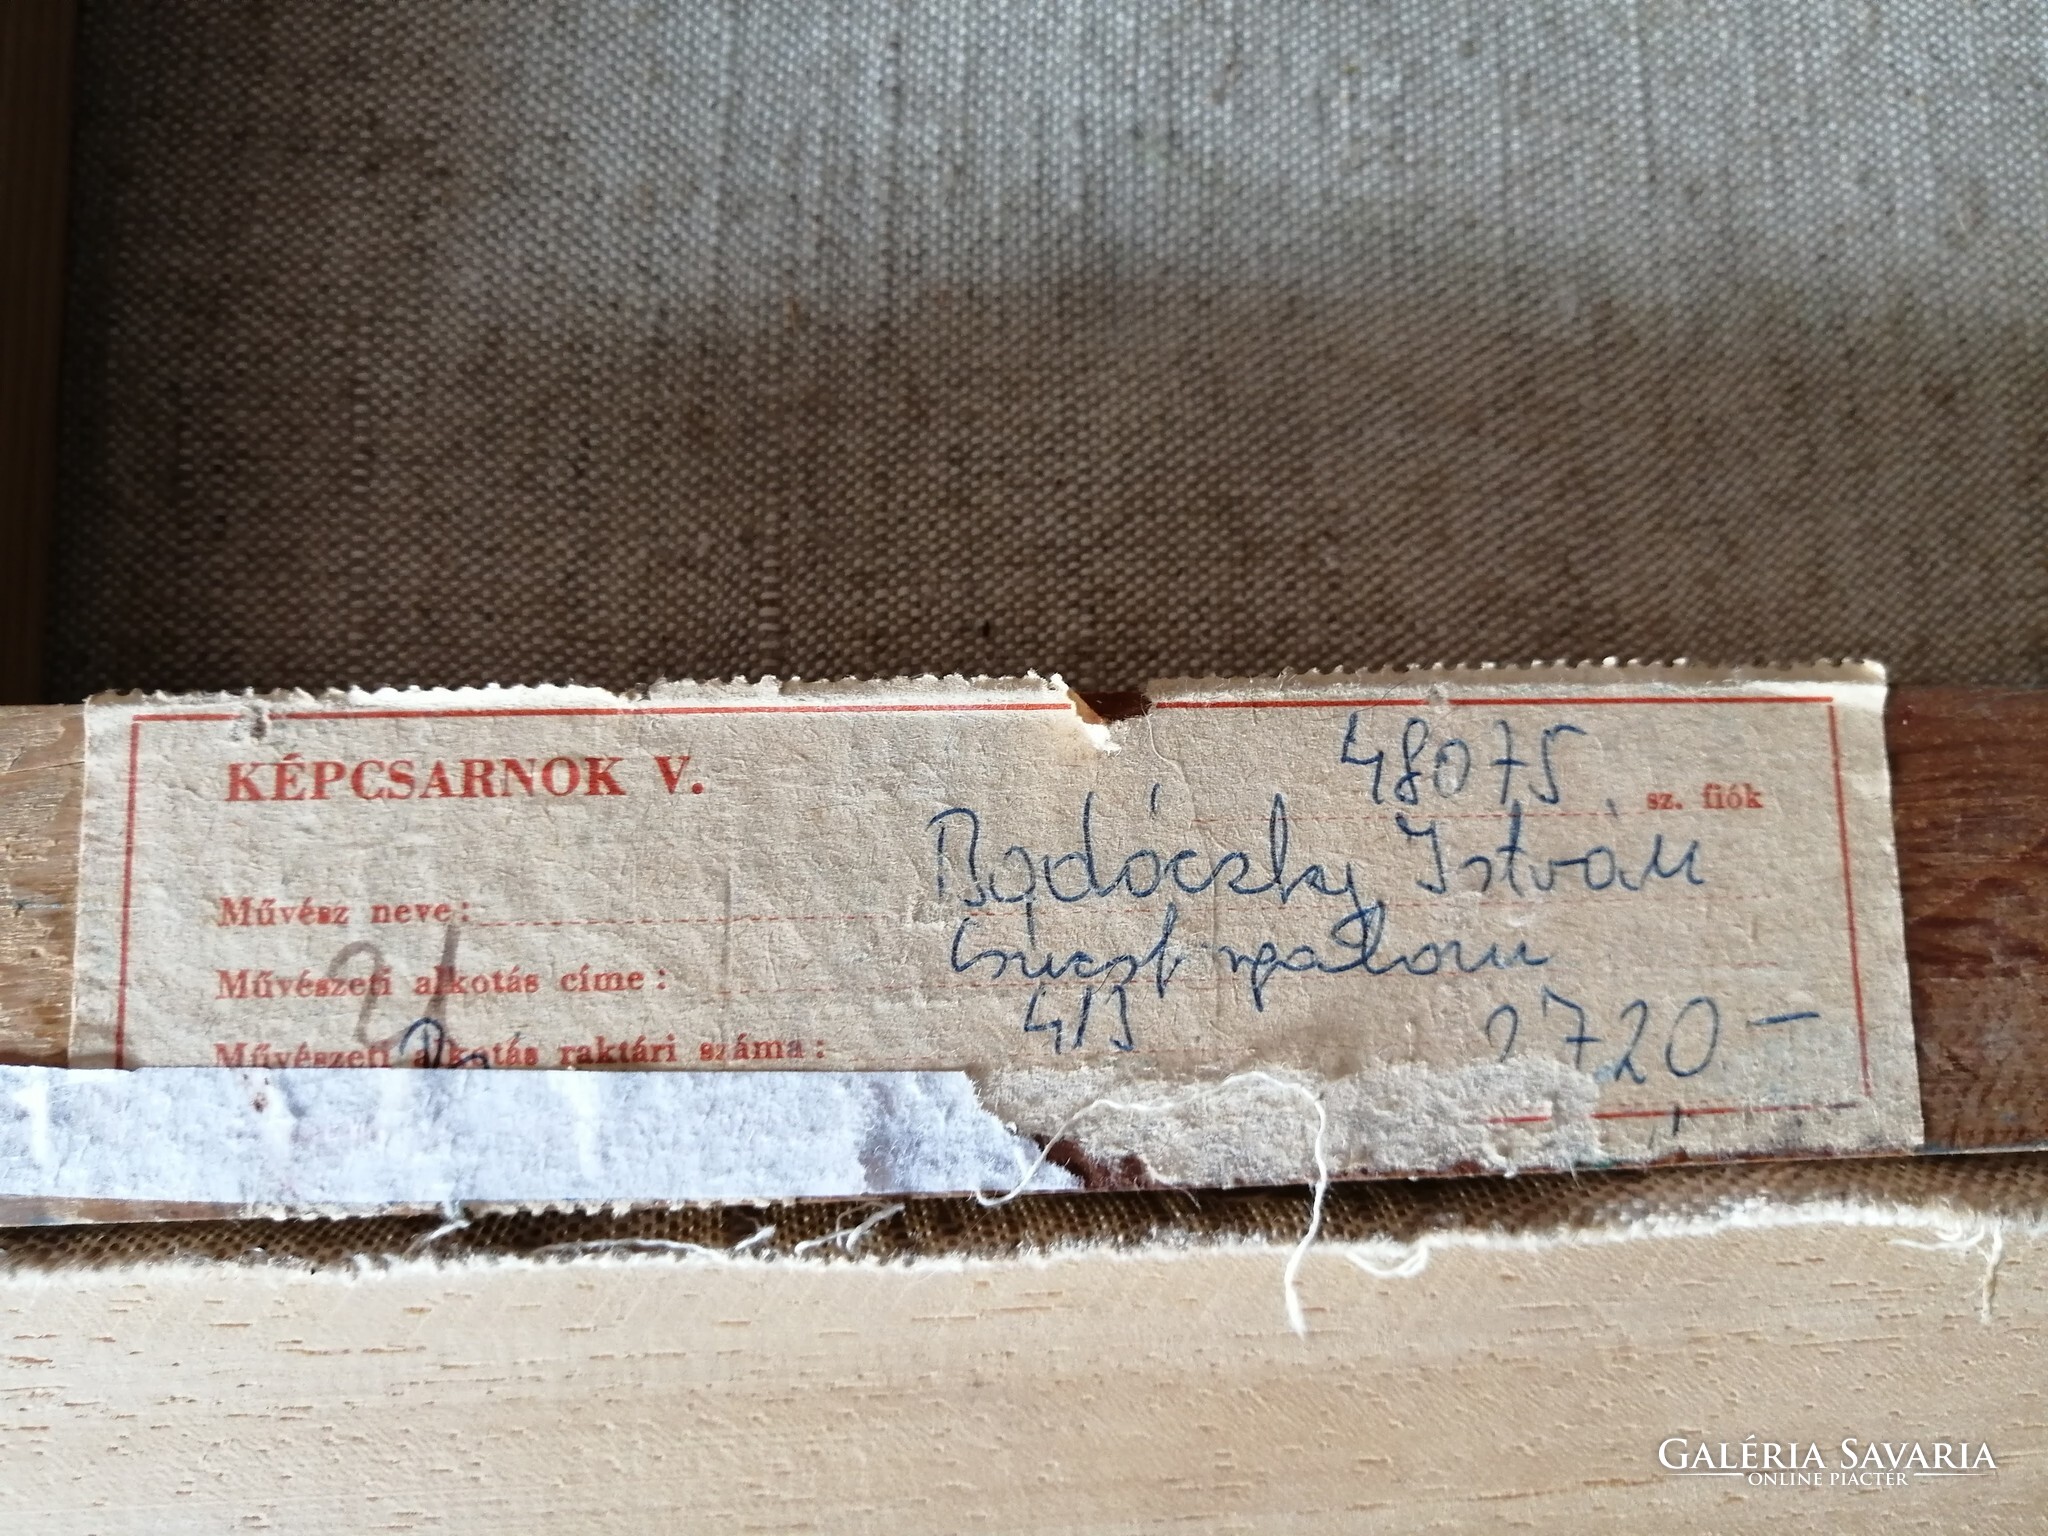 KÉPCSARNOK V.
48075 sz. fiók
Művész neve: Bodóczky István
Művészeti alkotás címe:
Művészeti alkotás raktári száma: 2720-
21
GALÉRIA SAVARIA
ONLINE PIACTÉR